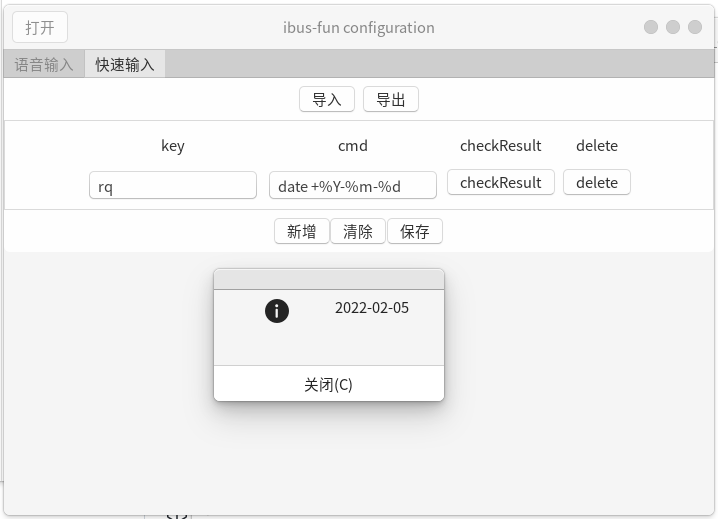 打开
ibus-fun configuration
语音输入 快速输入
导入 导出
key cmd checkResult delete
rq date +%Y-%m-%d checkResult delete
新增 清除 保存
2022-02-05
关闭(C)